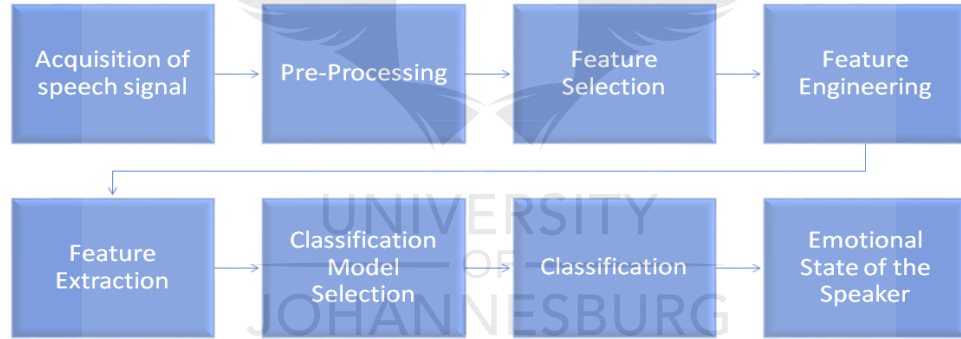 Acquisition of
speech signal
Pre-Processing
Feature
Selection
Feature
Engineering
Feature
Extraction
Classification
Model
Selection
Classification
Emotional
State of the
Speaker
UNIVERSITY
OF
JOHANNESBURG